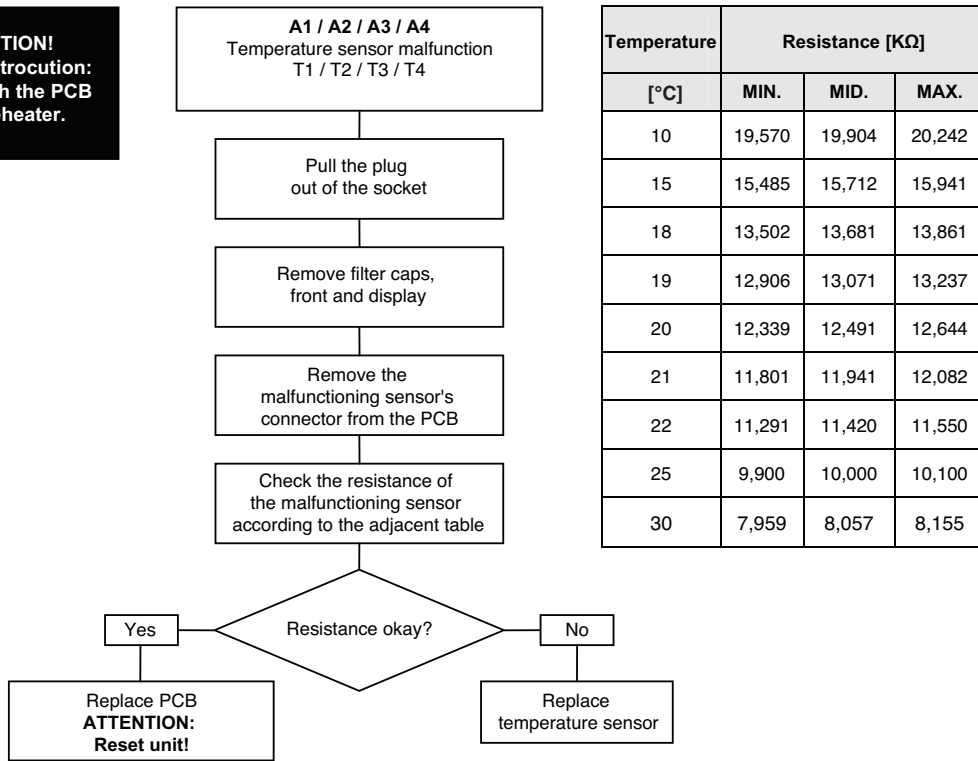 TION!
trocution:
h the PCB
heater.
A1 / A2 / A3 / A4
Temperature sensor malfunction
T1 / T2 / T3 / T4
Pull the plug
out of the socket
Remove filter caps,
front and display
Remove the
malfunctioning sensor's
connector from the PCB
Check the resistance of
the malfunctioning sensor
according to the adjacent table
Resistance okay?
Yes
No
Replace PCB
ATTENTION:
Reset unit!
Replace
temperature sensor
Temperature Resistance [KΩ]
[°C] MIN. MID. MAX.
10 19,570 19,904 20,242
15 15,485 15,712 15,941
18 13,502 13,681 13,861
19 12,906 13,071 13,237
20 12,339 12,491 12,644
21 11,801 11,941 12,082
22 11,291 11,420 11,550
25 9,900 10,000 10,100
30 7,959 8,057 8,155